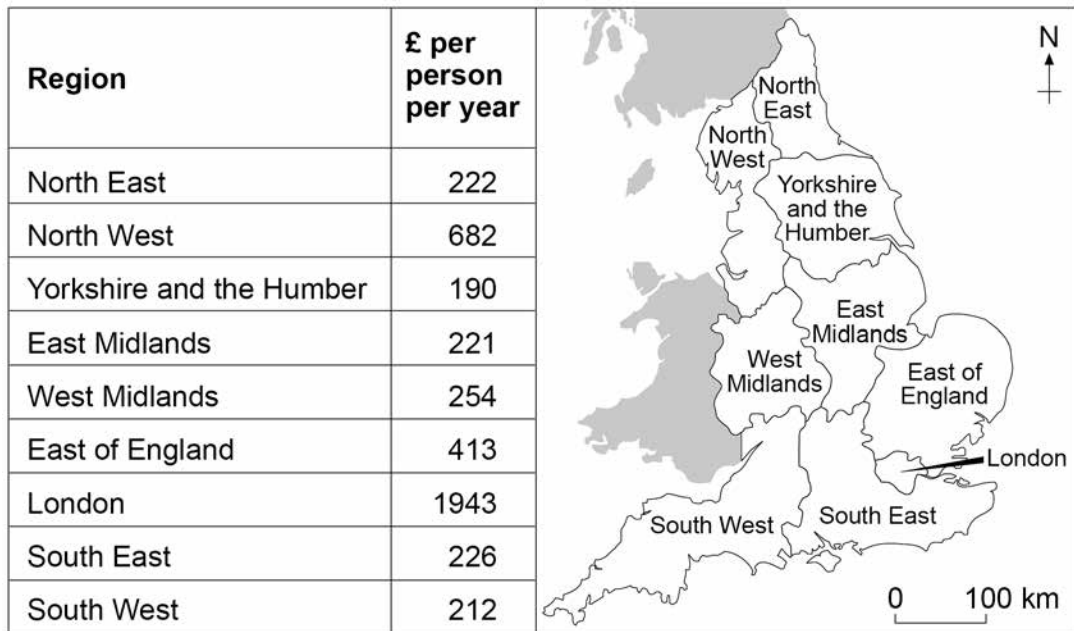 Region
£ per
person
per year
North East 222
North West 682
Yorkshire and the Humber 190
East Midlands 221
West Midlands 254
East of England 413
London 1943
South East 226
South West 212
N
North
East
North
West
Yorkshire
and the
Humber
East
Midlands
West
Midlands
East of
England
London
South West
South East
0 100 km